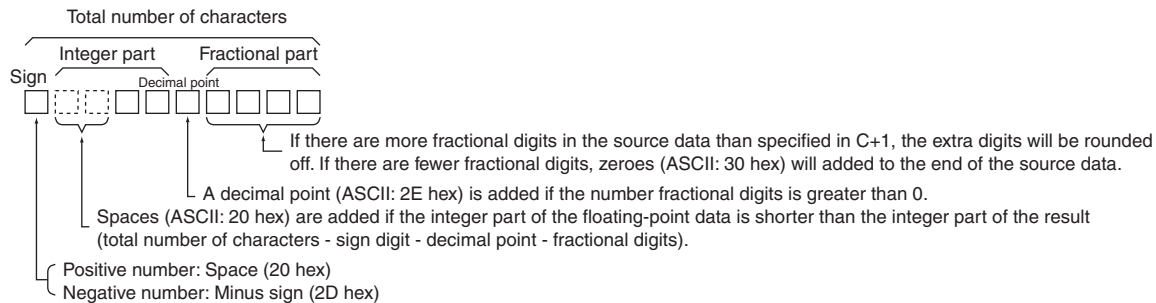 Total number of characters
Integer part Fractional part
Sign Decimal point
If there are more fractional digits in the source data than specified in C+1, the extra digits will be rounded
off. If there are fewer fractional digits, zeroes (ASCII: 30 hex) will added to the end of the source data.
A decimal point (ASCII: 2E hex) is added if the number fractional digits is greater than 0.
Spaces (ASCII: 20 hex) are added if the integer part of the floating-point data is shorter than the integer part of the result
(total number of characters - sign digit - decimal point - fractional digits).
Positive number: Space (20 hex)
Negative number: Minus sign (2D hex)